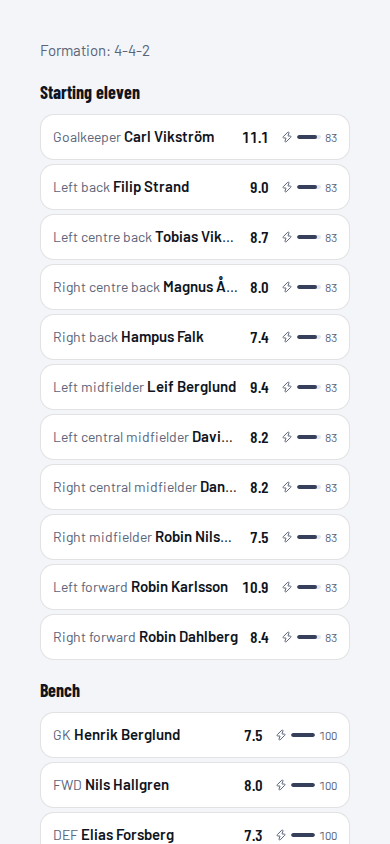 Formation: 4-4-2
Starting eleven
Goalkeeper Carl Vikström 11.1 83
Left back Filip Strand 9.0 83
Left centre back Tobias Vik... 8.7 83
Right centre back Magnus Å... 8.0 83
Right back Hampus Falk 7.4 83
Left midfielder Leif Berglund 9.4 83
Left central midfielder Davi... 8.2 83
Right central midfielder Dan... 8.2 83
Right midfielder Robin Nils... 7.5 83
Left forward Robin Karlsson 10.9 83
Right forward Robin Dahlberg 8.4 83
Bench
GK Henrik Berglund 7.5 100
FWD Nils Hallgren 8.0 100
DEF Elias Forsberg 7.3 100